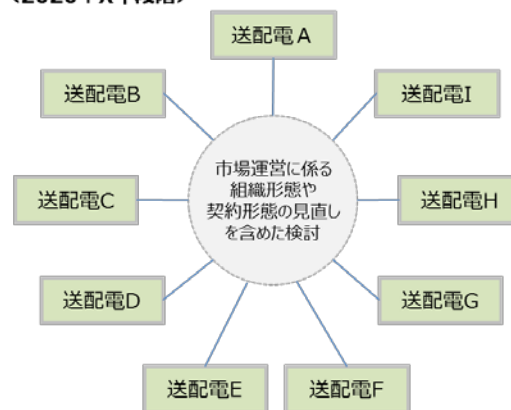 送配電A
送配電B
送配電I
市場運営に係る
組織形態や
契約形態の見直し
を含めた検討
送配電C
送配電H
送配電D
送配電G
送配電E
送配電F